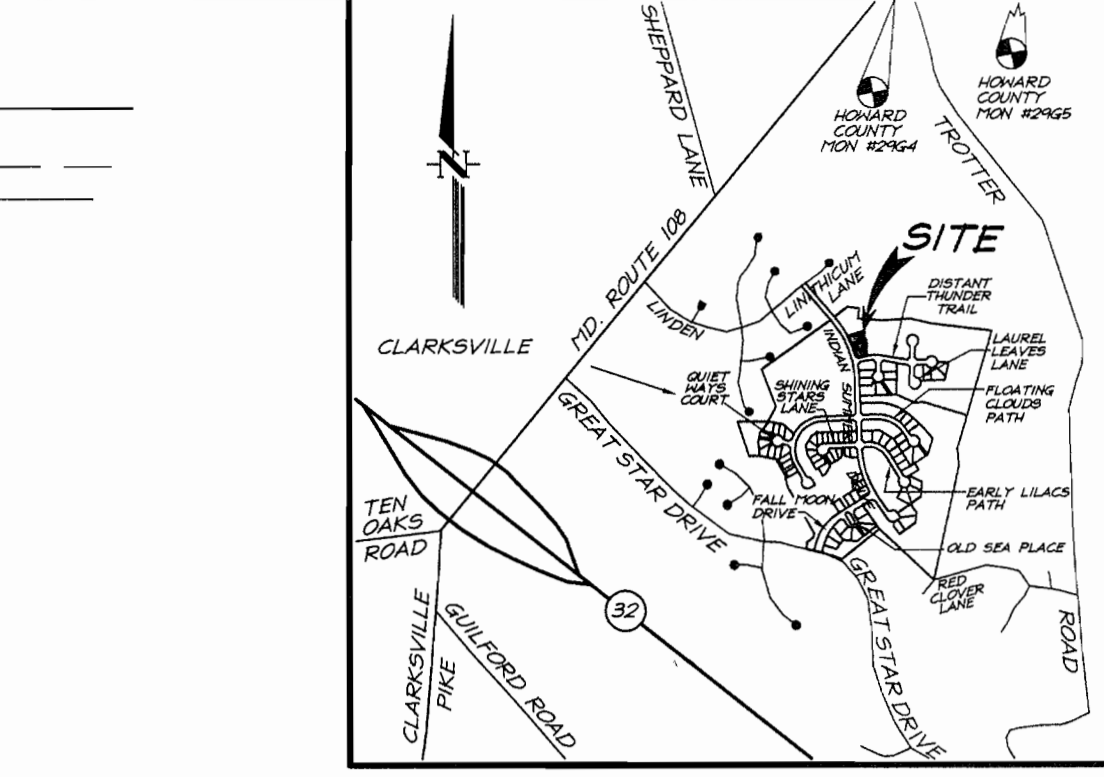 SHEPPARD LANE
HOWARD
COUNTY
MON #29G5
HOWARD
COUNTY
MON #29G4
TROTTER
N
MD. ROUTE 108
SITE
LINTHICUM
LANE
DISTANT
THUNDER
TRAIL
LINDEN
CLARKSVILLE
INDIAN SUMMER
DRIVE
LAUREL
LEAVES
LANE
QUIET
WAYS
COURT
SHINING
STARS
LANE
FLOATING
CLOUDS
PATH
GREAT STAR DRIVE
FALL MOON
DRIVE
EARLY LILACS
PATH
TEN
OAKS
ROAD
OLD SEA PLACE
RED
CLOVER
LANE
32
GREAT STAR DRIVE
ROAD
CLARKSVILLE
PIKE
GUILFORD ROAD